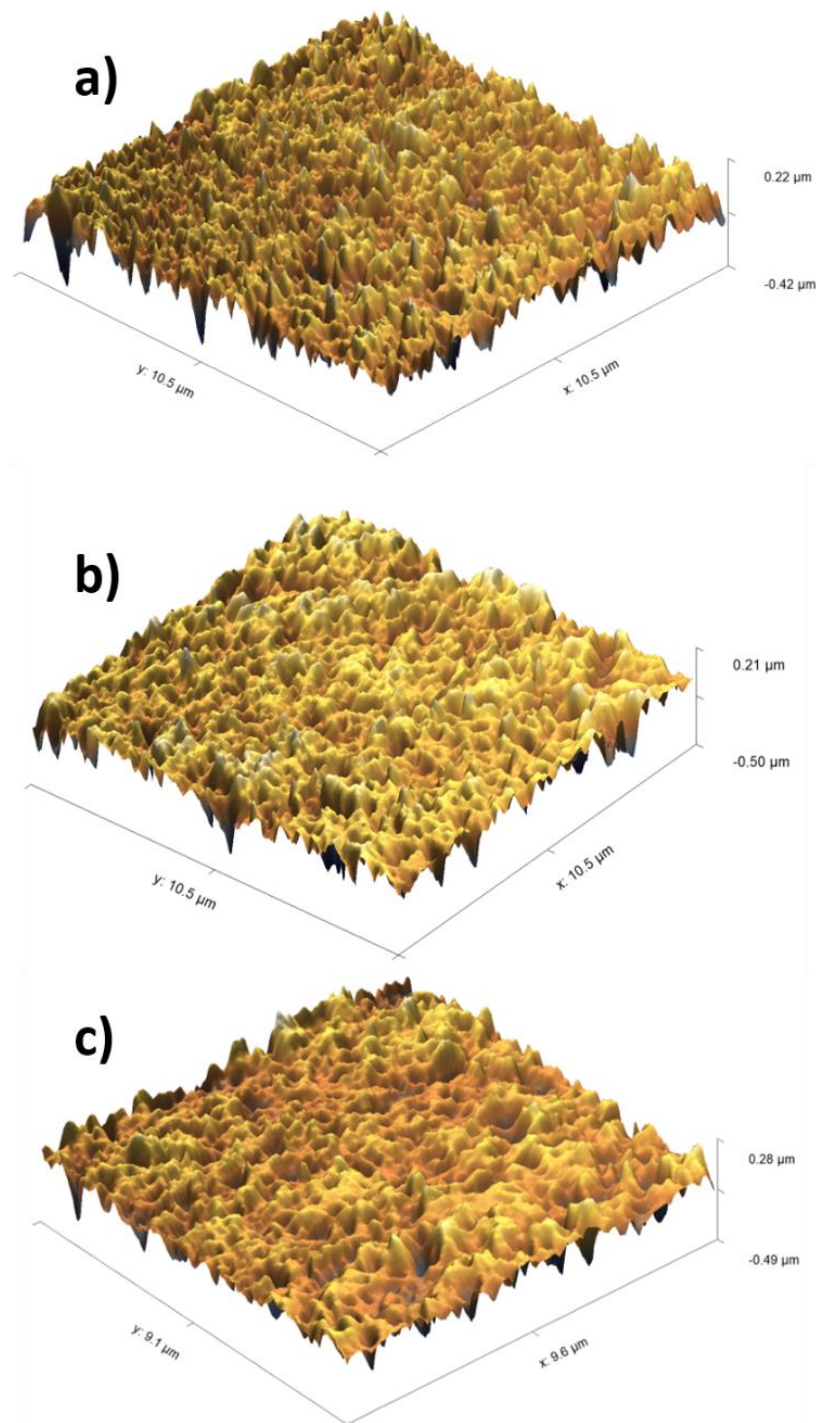 a)
0.22 µm
-0.42 µm
y: 10.5 µm
x: 10.5 µm
b)
0.21 µm
-0.50 µm
y: 10.5 µm
x: 10.5 µm
c)
0.28 µm
-0.49 µm
y: 9.1 µm
x: 9.6 µm